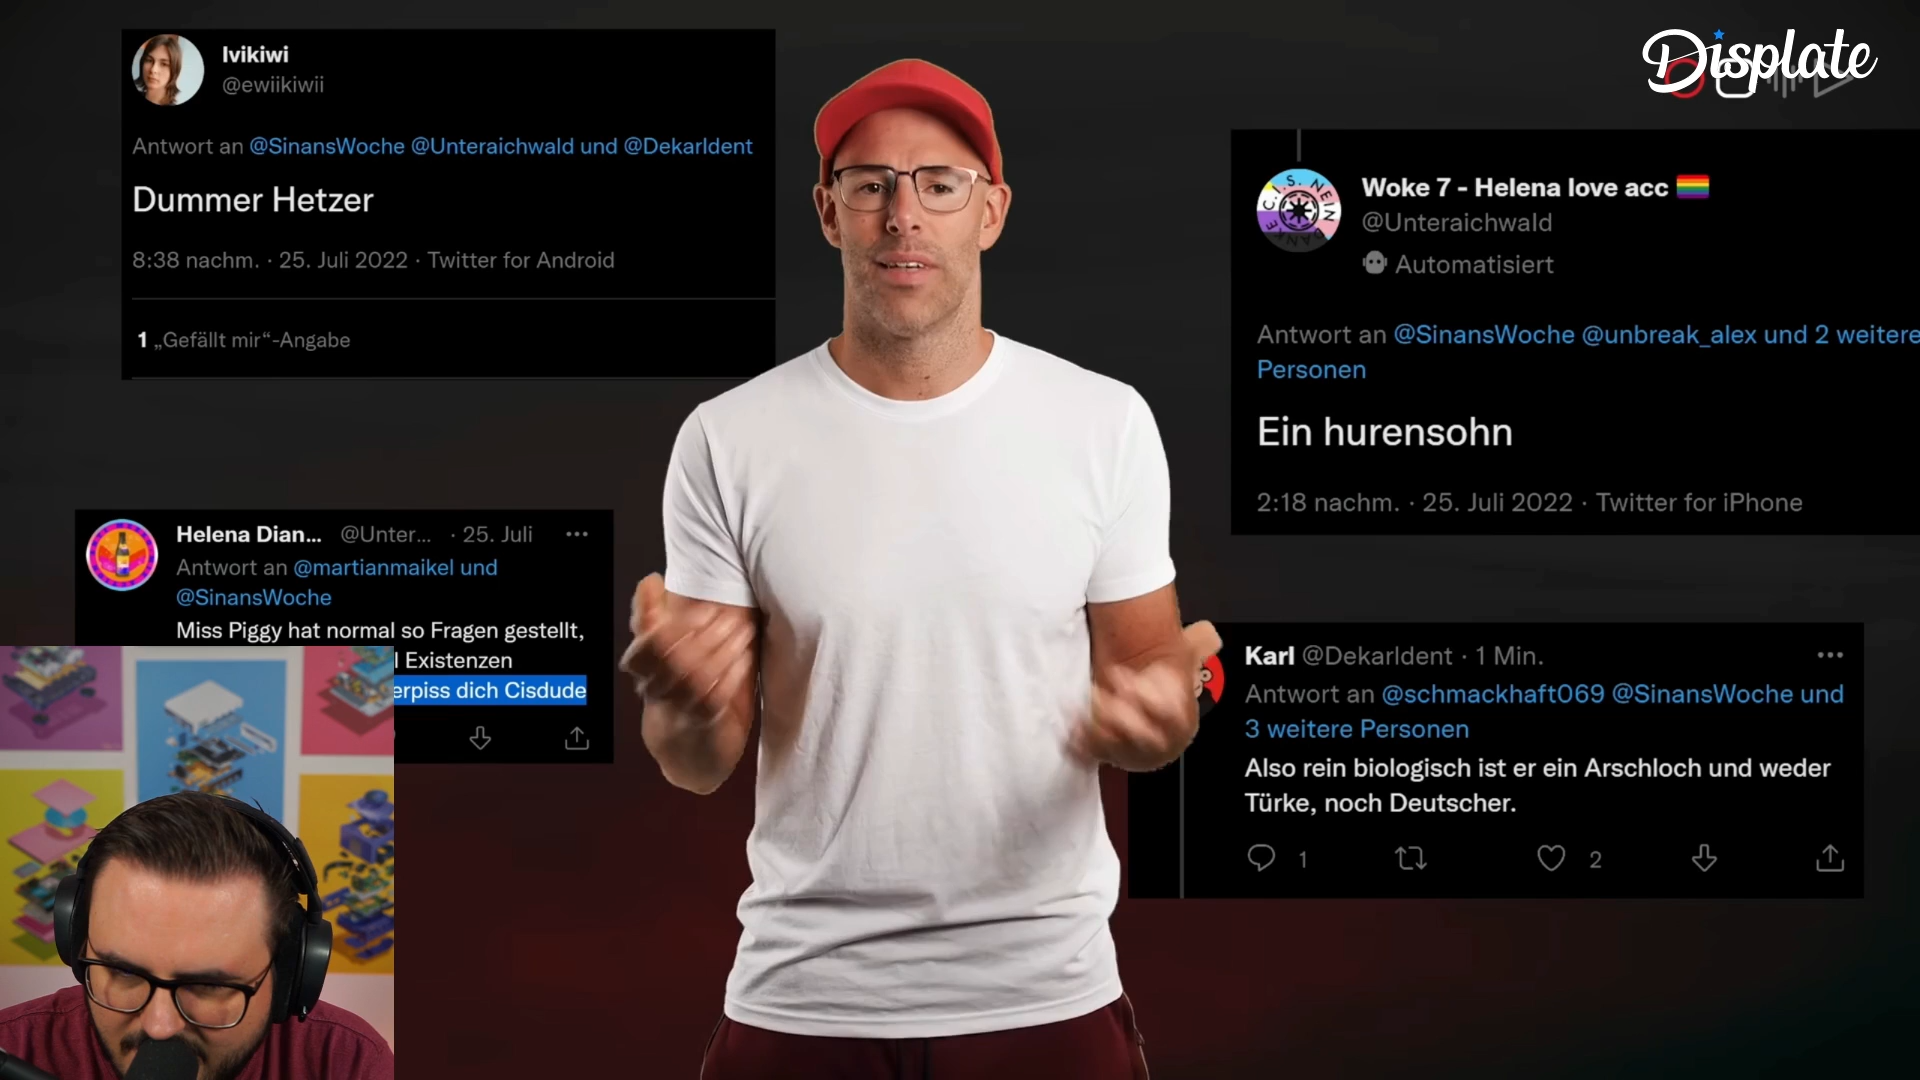 Ivikiwi
@ewiikiwii
Antwort an @SinansWoche @Unteraichwald und @DekarIdent
Dummer Hetzer
8:38 nachm. · 25. Juli 2022 · Twitter for Android
1 „Gefällt mir“-Angabe
Displate
Woke 7 - Helena love acc 🏳️‍🌈
@Unteraichwald
Automatisiert
Antwort an @SinansWoche @unbreak_alex und 2 weitere
Personen
Ein hurensohn
2:18 nachm. · 25. Juli 2022 · Twitter for iPhone
C.I.S. NEIN DANKE
Helena Dian... @Unter... · 25. Juli
Antwort an @martianmaikel und
@SinansWoche
Miss Piggy hat normal so Fragen gestellt,
Existenzen
erpiss dich Cisdude
Karl @DekarIdent · 1 Min.
Antwort an @schmackhaft069 @SinansWoche und
3 weitere Personen
Also rein biologisch ist er ein Arschloch und weder
Türke, noch Deutscher.
1 2